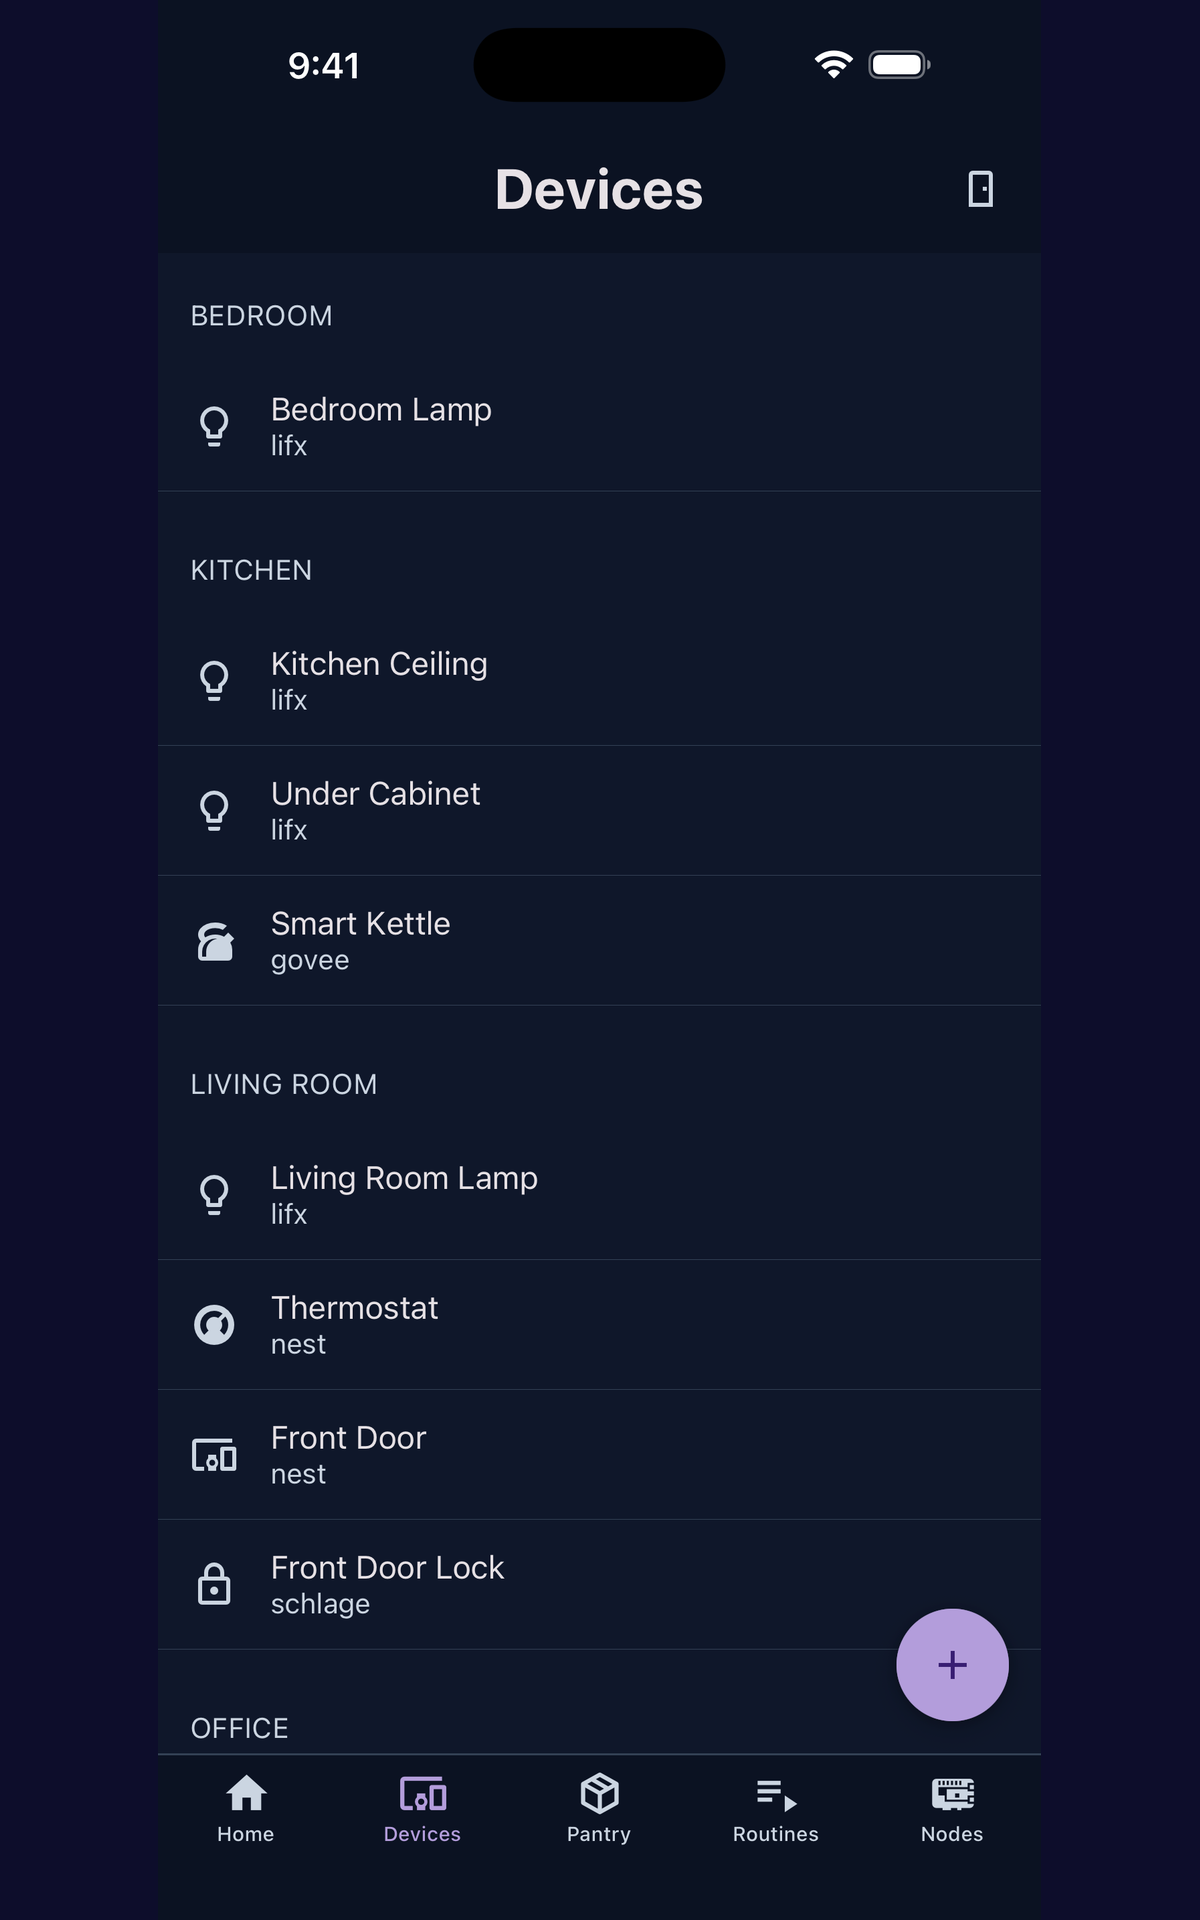 9:41
Devices
BEDROOM
Bedroom Lamp
lifx
KITCHEN
Kitchen Ceiling
lifx
Under Cabinet
lifx
Smart Kettle
govee
LIVING ROOM
Living Room Lamp
lifx
Thermostat
nest
Front Door
nest
Front Door Lock
schlage
OFFICE
Home Devices Pantry Routines Nodes